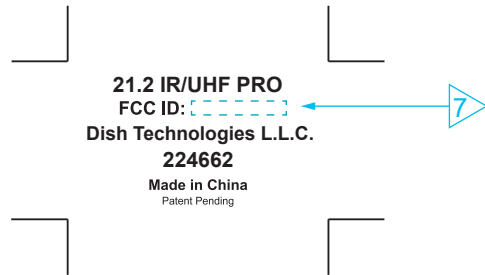 21.2 IR/UHF PRO
FCC ID:
7
Dish Technologies L.L.C.
224662
Made in China
Patent Pending